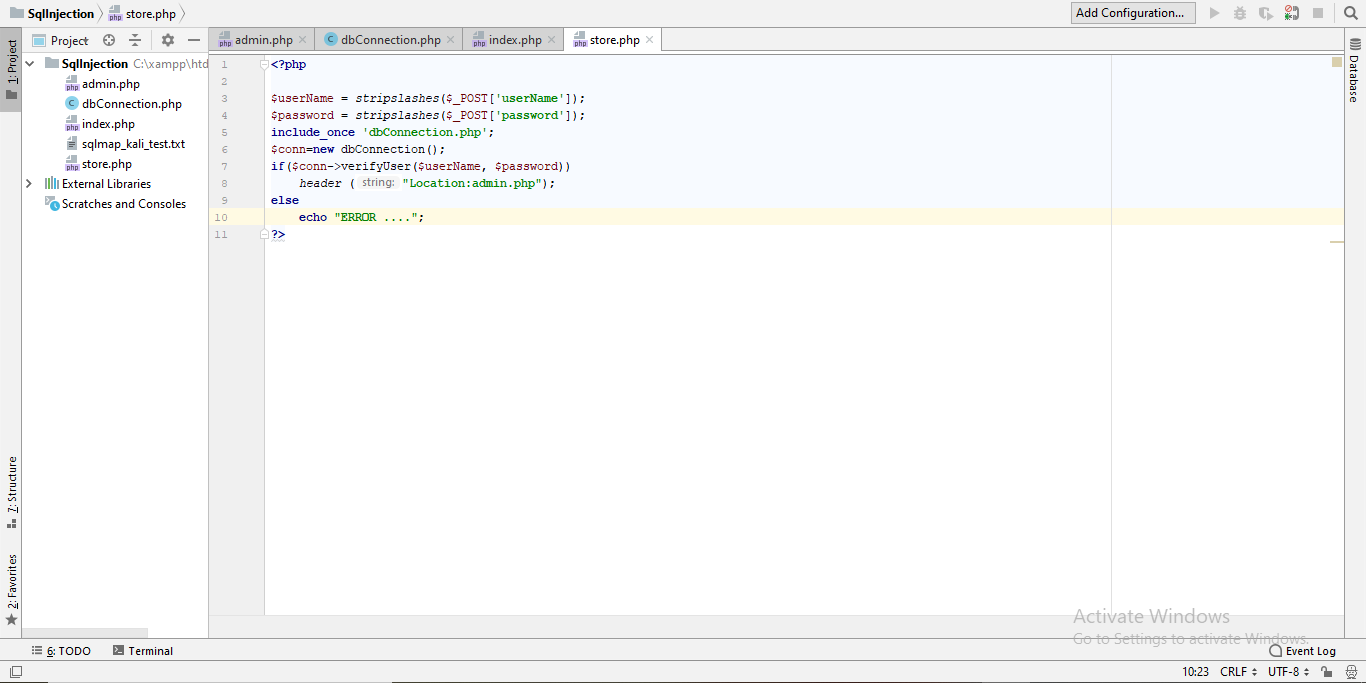 SqlInjection store.php Add Configuration...
1: Project
Project
admin.php dbConnection.php index.php store.php
Database
SqlInjection C:\xampp\htd
admin.php
dbConnection.php
index.php
sqlmap_kali_test.txt
store.php
External Libraries
Scratches and Consoles
1 <?php
2
3 $userName = stripslashes($_POST['userName']);
4 $password = stripslashes($_POST['password']);
5 include_once 'dbConnection.php';
6 $conn=new dbConnection();
7 if($conn->verifyUser($userName, $password))
8 header ( string: "Location:admin.php");
9 else
10 echo "ERROR ....";
11 ?>
7: Structure
2: Favorites
Activate Windows
Go to Settings to activate Windows.
6: TODO Terminal Event Log
10:23 CRLF UTF-8